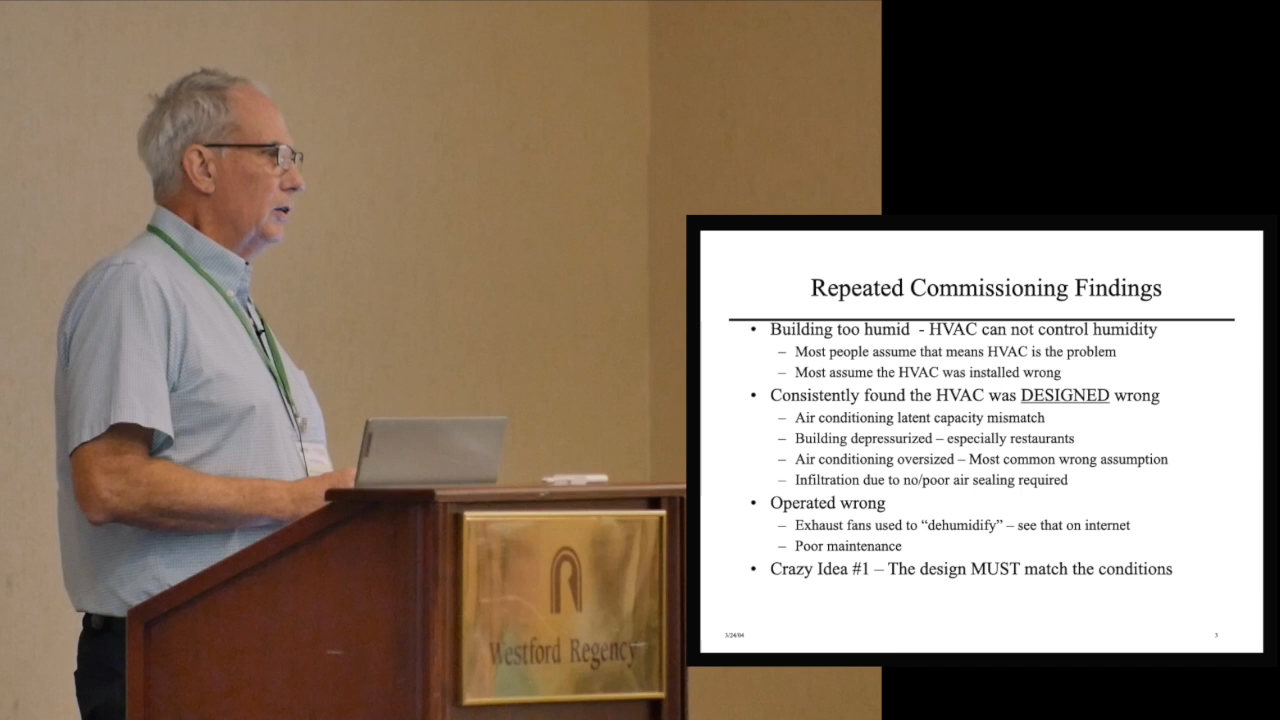 Westford Regency
Repeated Commissioning Findings
• Building too humid - HVAC can not control humidity
– Most people assume that means HVAC is the problem
– Most assume the HVAC was installed wrong
• Consistently found the HVAC was DESIGNED wrong
– Air conditioning latent capacity mismatch
– Building depressurized – especially restaurants
– Air conditioning oversized – Most common wrong assumption
– Infiltration due to no/poor air sealing required
• Operated wrong
– Exhaust fans used to “dehumidify” – see that on internet
– Poor maintenance
• Crazy Idea #1 – The design MUST match the conditions
3/24/04
3